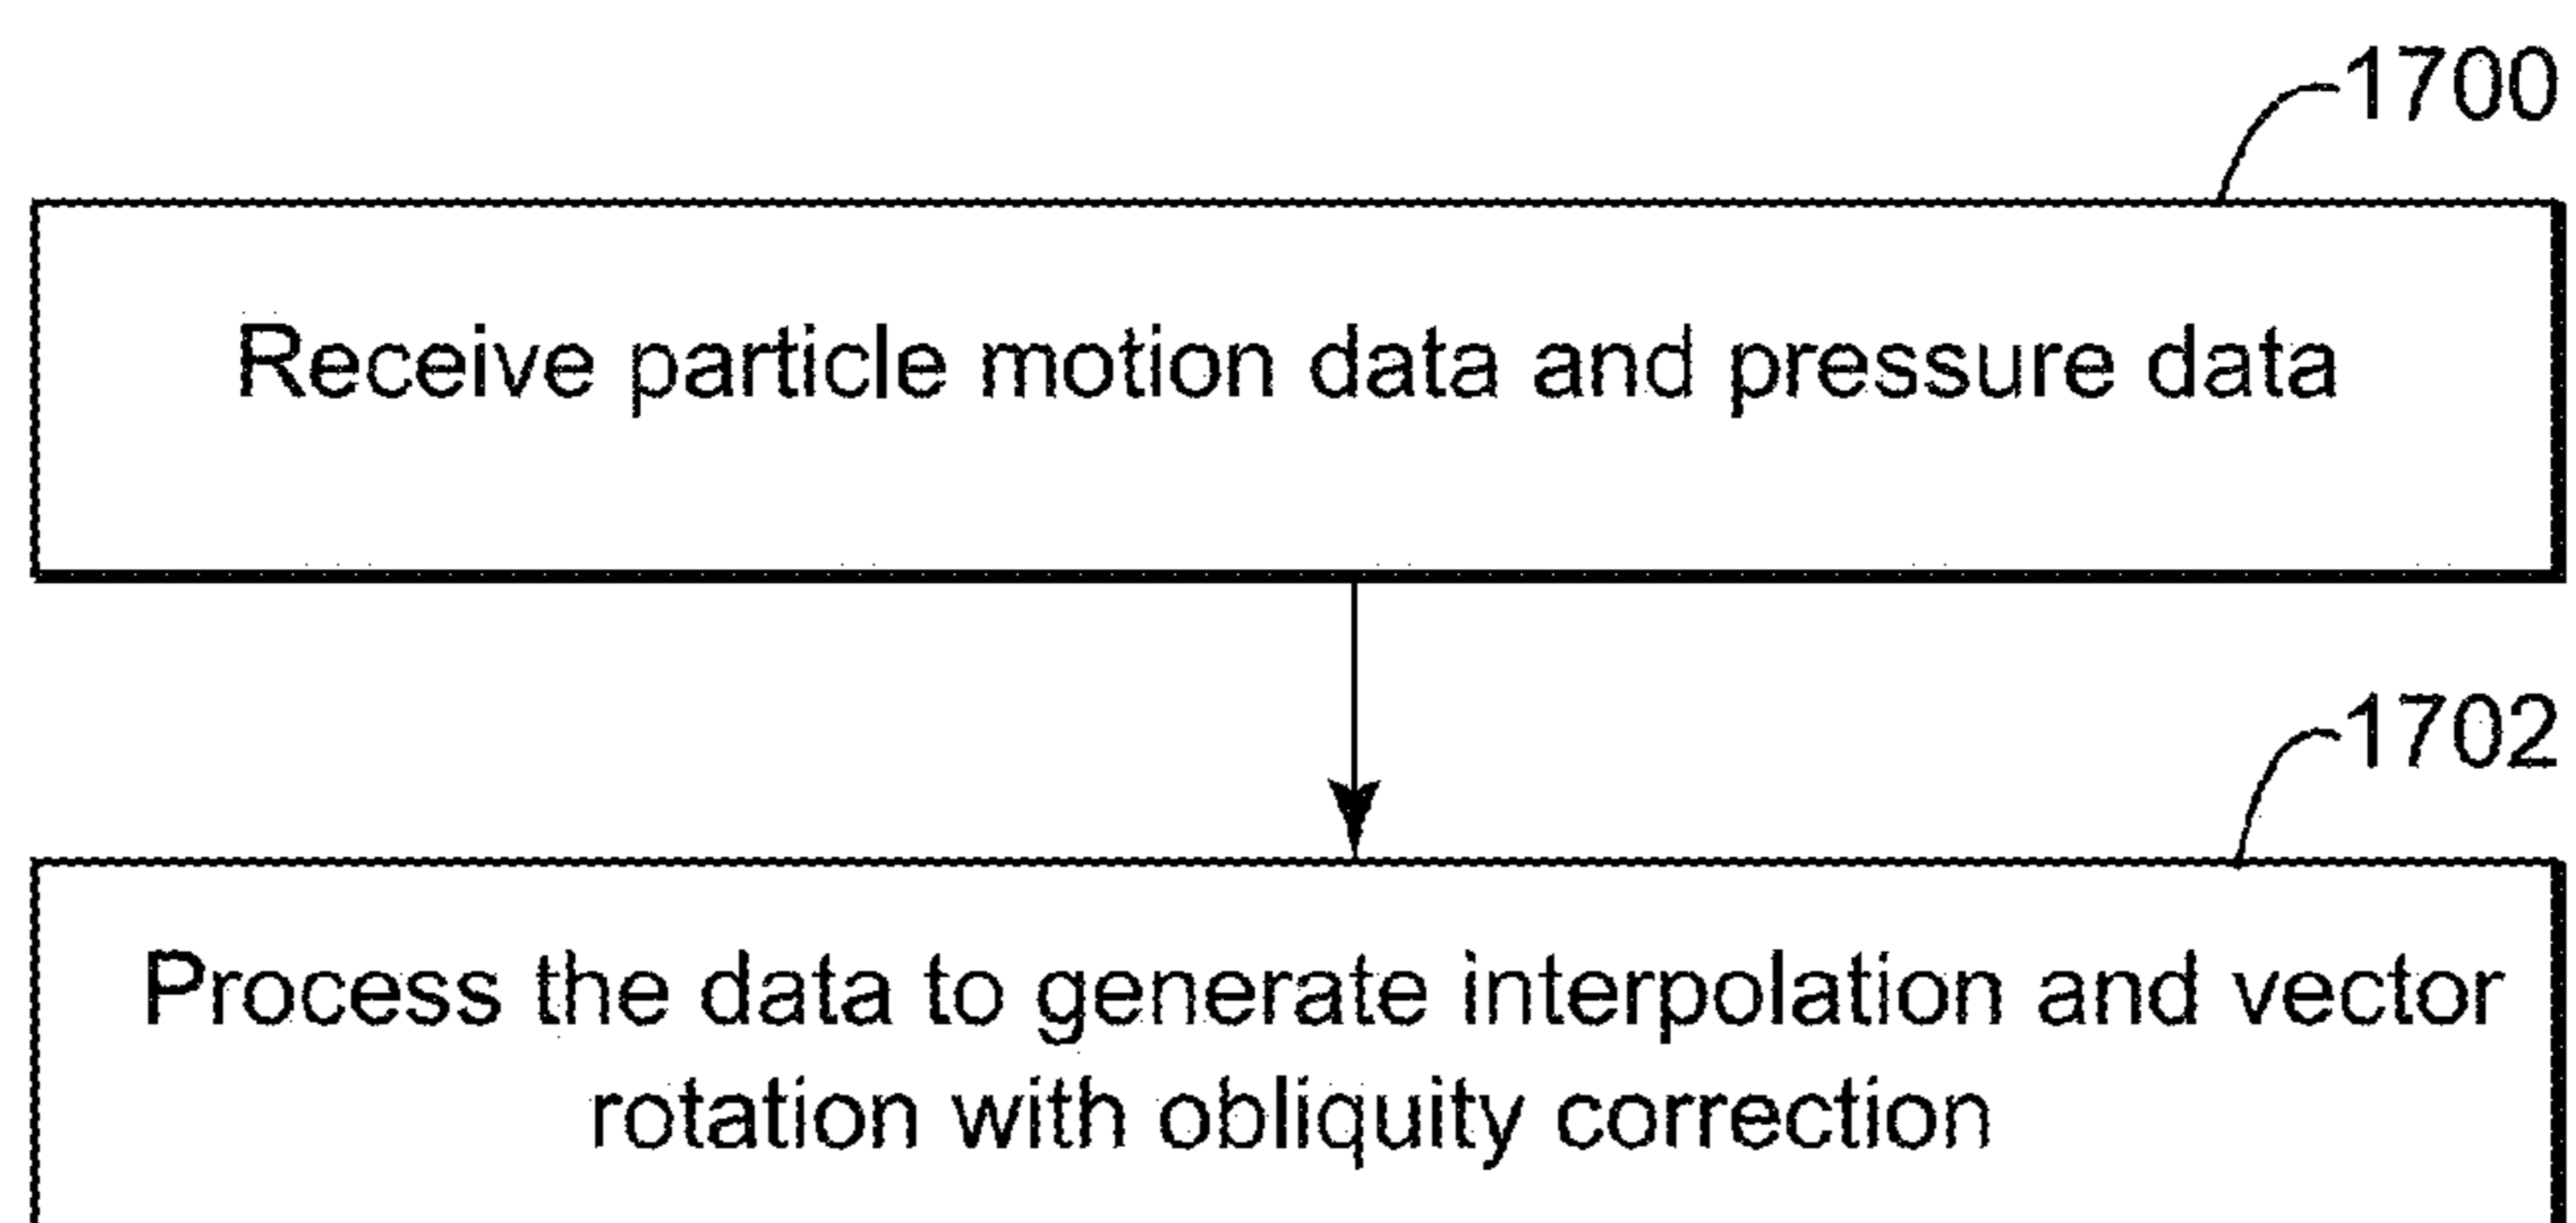 1700
Receive particle motion data and pressure data
1702
Process the data to generate interpolation and vector
rotation with obliquity correction